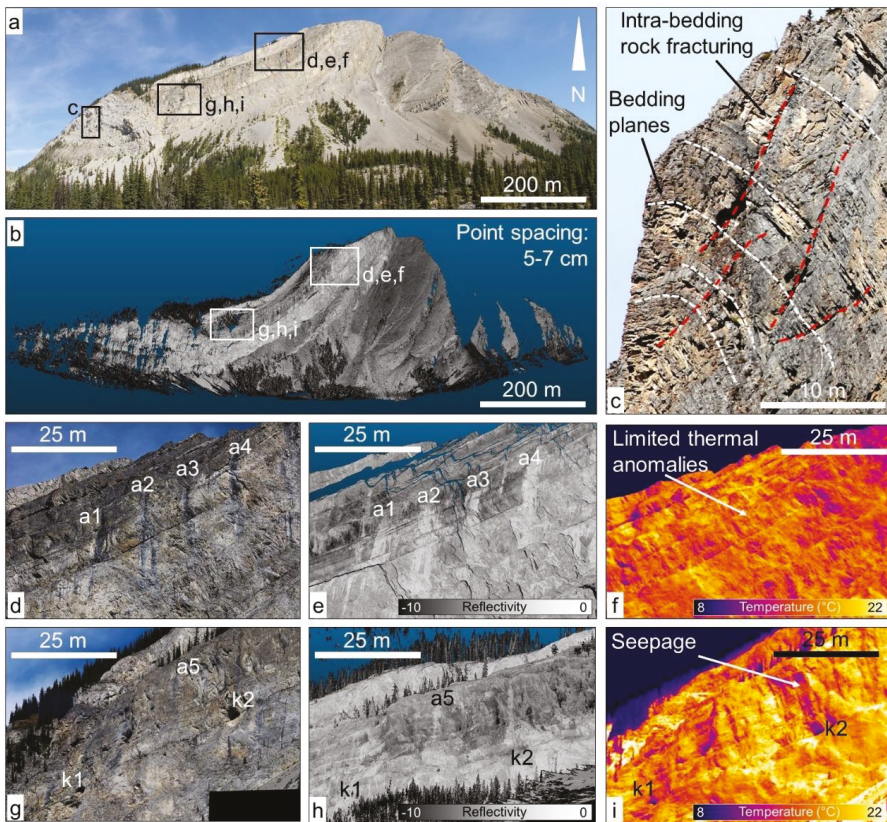 a
c
g,h,i
d,e,f
N
200 m
b
Point spacing:
5-7 cm
d,e,f
g,h,i
200 m
Intra-bedding
rock fracturing
Bedding
planes
c
10 m
25 m
a1
a2
a3
a4
d
25 m
a1
a2
a3
a4
e
-10 Reflectivity 0
Limited thermal
anomalies
25 m
f
8 Temperature (°C) 22
25 m
a5
k2
k1
g
25 m
a5
k2
k1
h
-10 Reflectivity 0
Seepage
25 m
k2
k1
i
8 Temperature (°C) 22